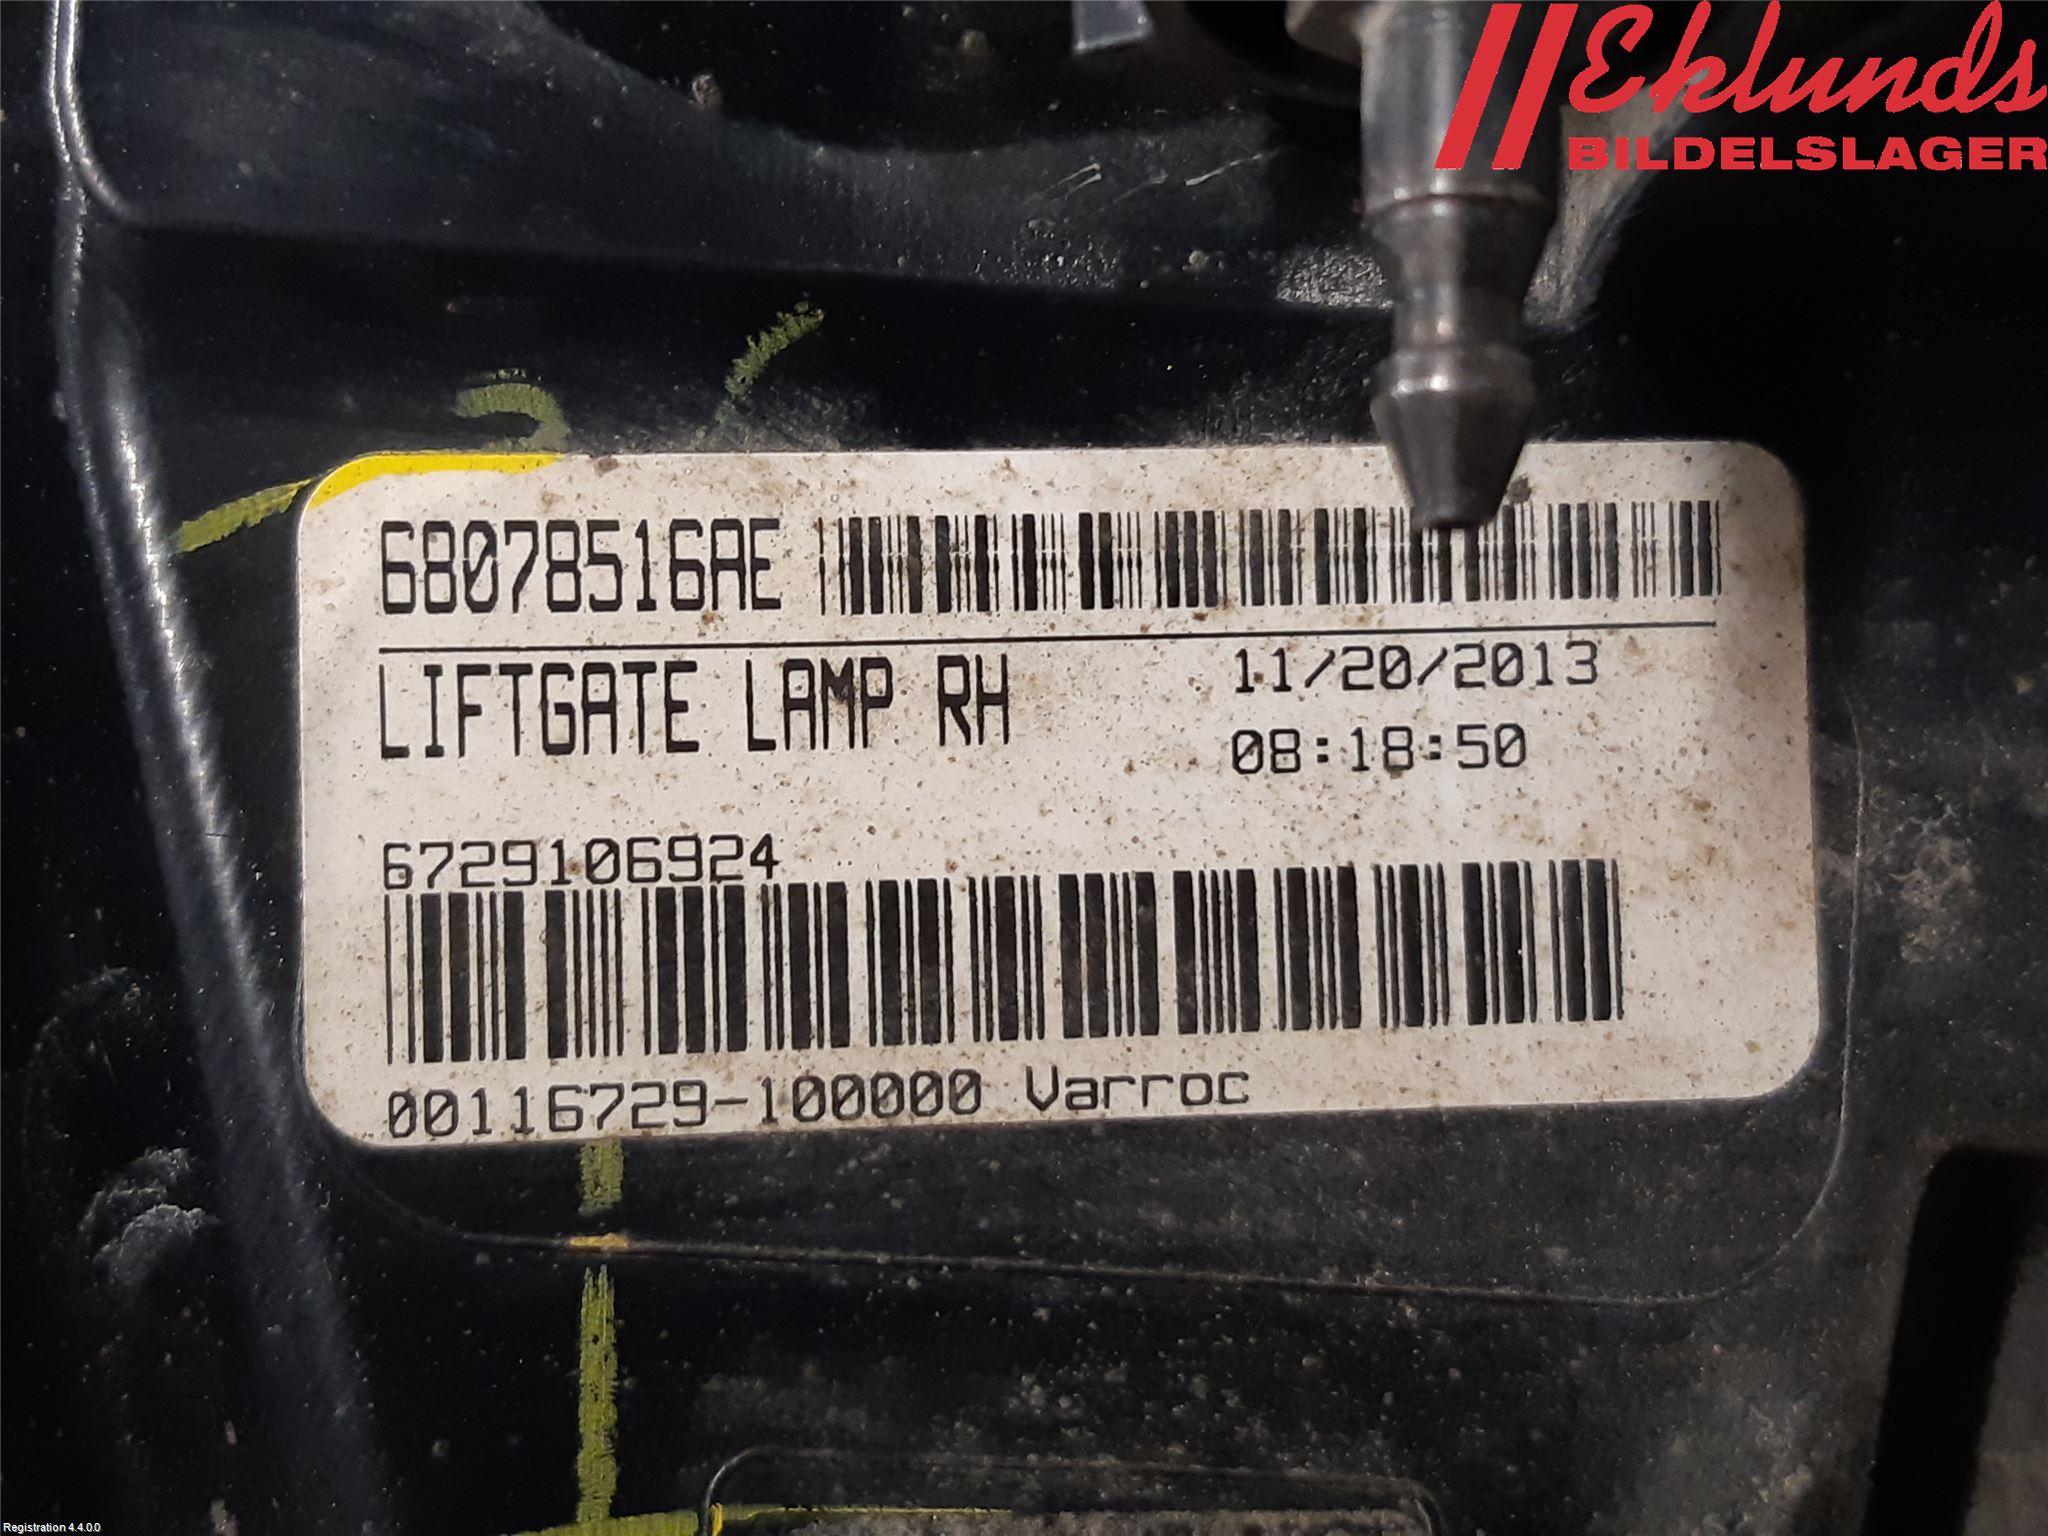 Eklunds
BILDELSLAGER
68078516AE
LIFTGATE LAMP RH
11/20/2013
08:18:50
6729106924
00116729-100000 Varroc
Registration 4.4.0.0